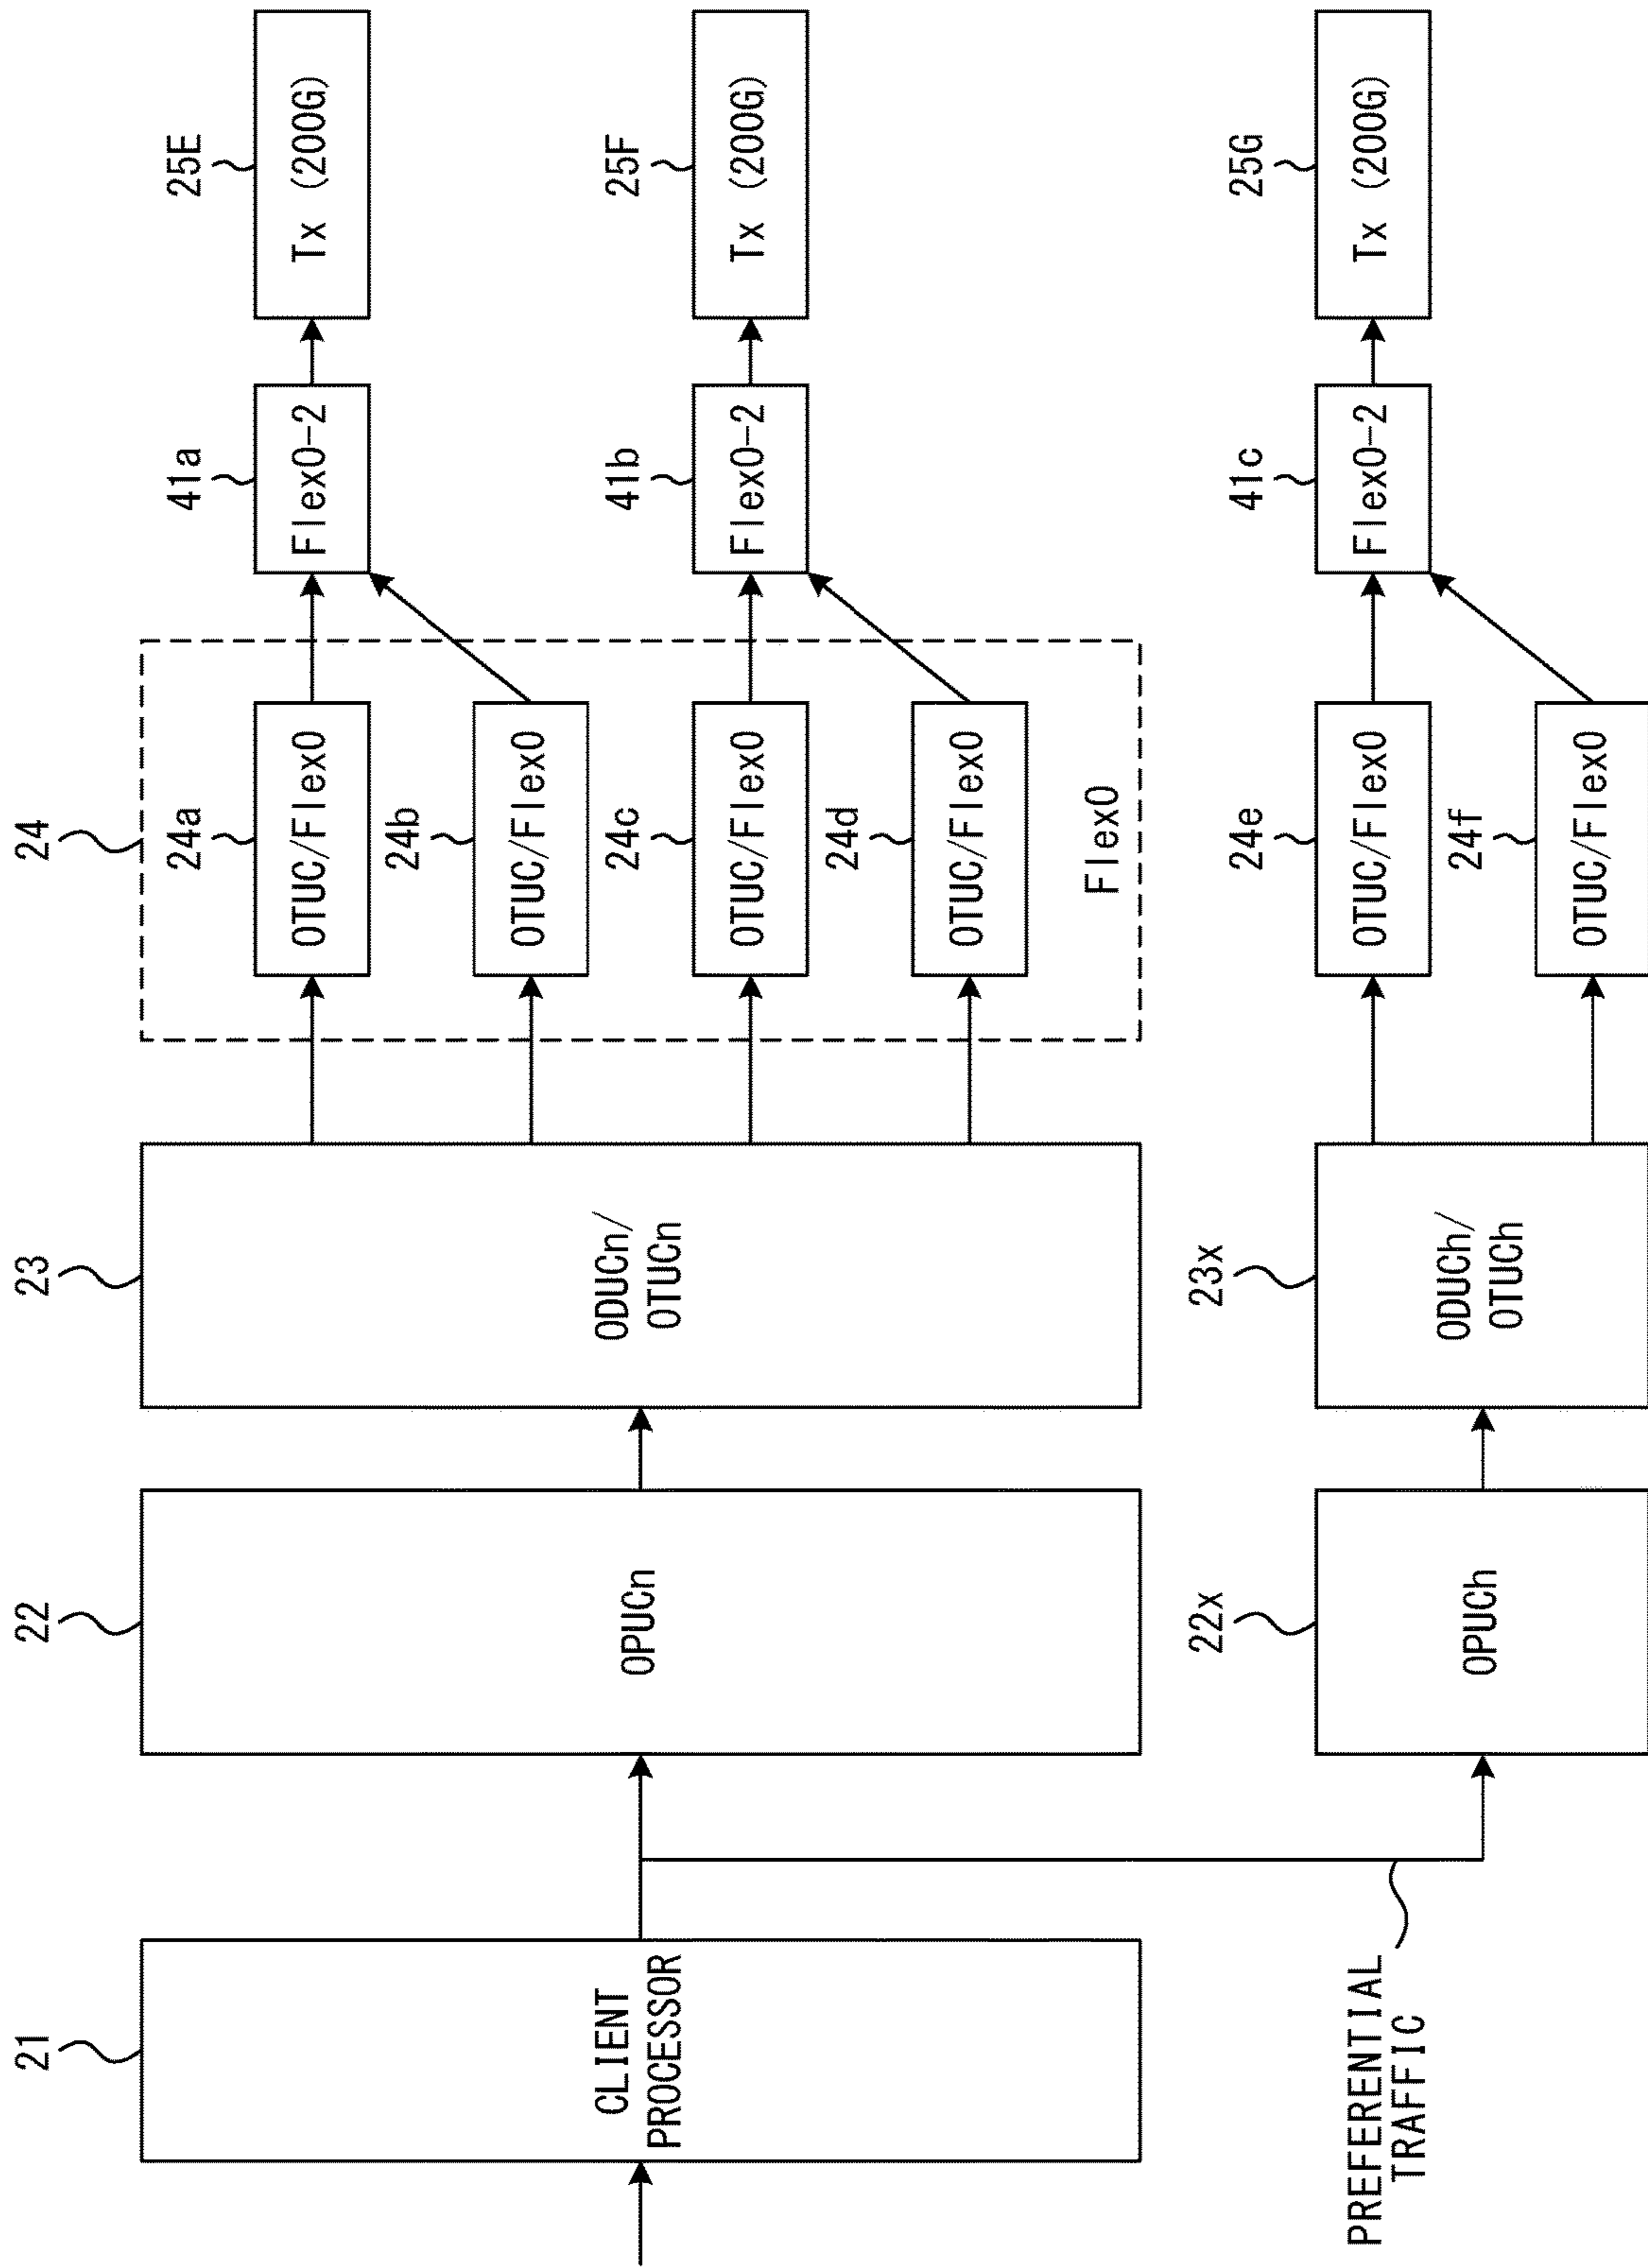 21
CLIENT
PROCESSOR
22
OPUCn
23
ODUCn/
OTUCn
24
24a
OTUC/FlexO
24b
OTUC/FlexO
24c
OTUC/FlexO
24d
OTUC/FlexO
FlexO
41a
FlexO-2
25E
Tx (200G)
41b
FlexO-2
25F
Tx (200G)
PREFERENTIAL
TRAFFIC
22x
OPUCh
23x
ODUCh/
OTUCh
24e
OTUC/FlexO
24f
OTUC/FlexO
41c
FlexO-2
25G
Tx (200G)